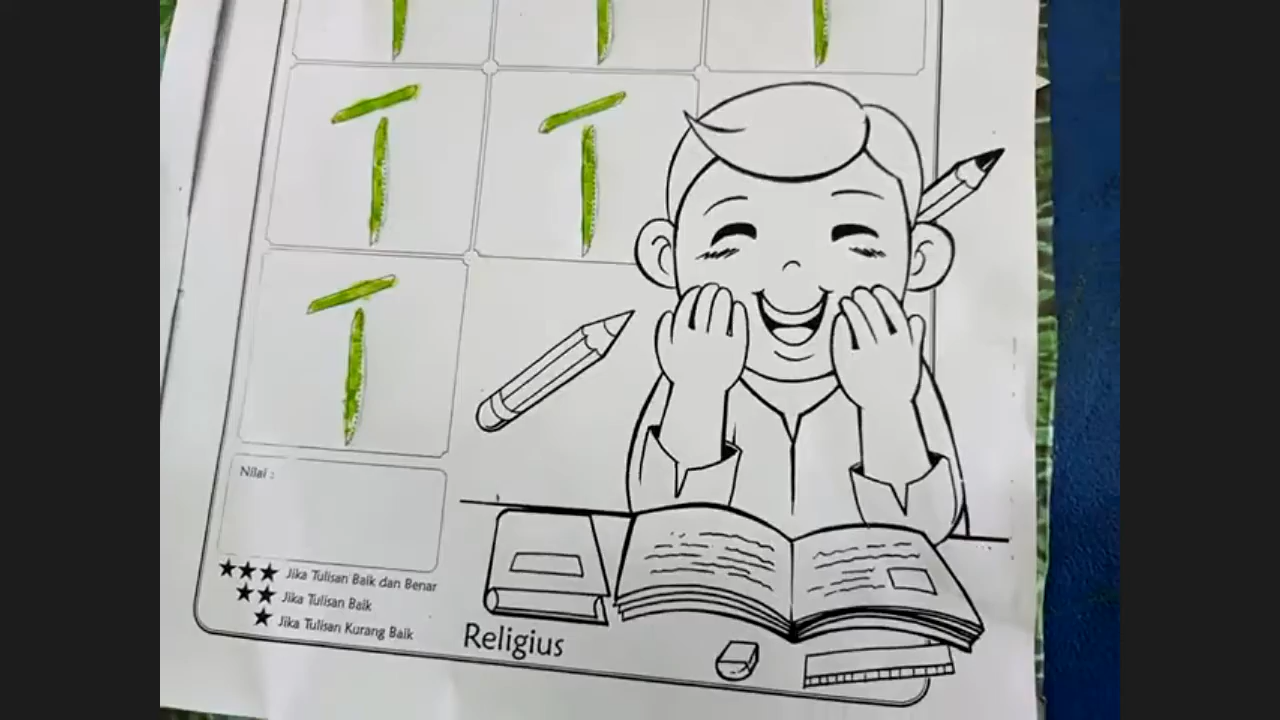 T T
T
Nilai :
★★★ Jika Tulisan Baik dan Benar
★★ Jika Tulisan Baik
★ Jika Tulisan Kurang Baik
Religius